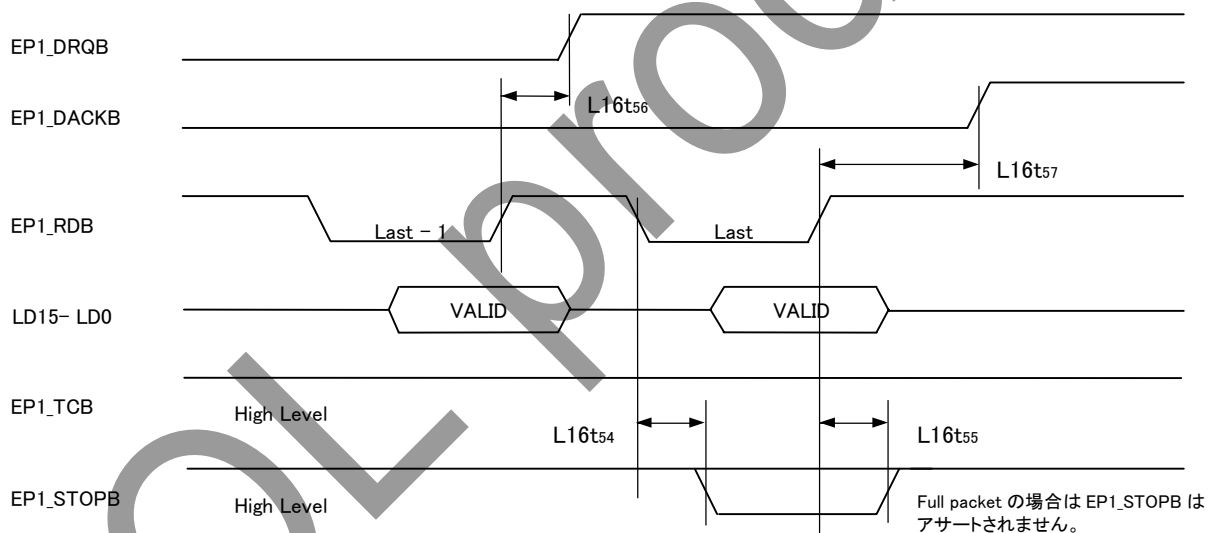 EP1_DRQB
L16t56
EP1_DACKB
L16t57
EP1_RDB
Last - 1
Last
LD15- LD0
VALID
VALID
EP1_TCB
High Level
L16t54
L16t55
EP1_STOPB
High Level
Full packet の場合は EP1_STOPB は
アサートされません。